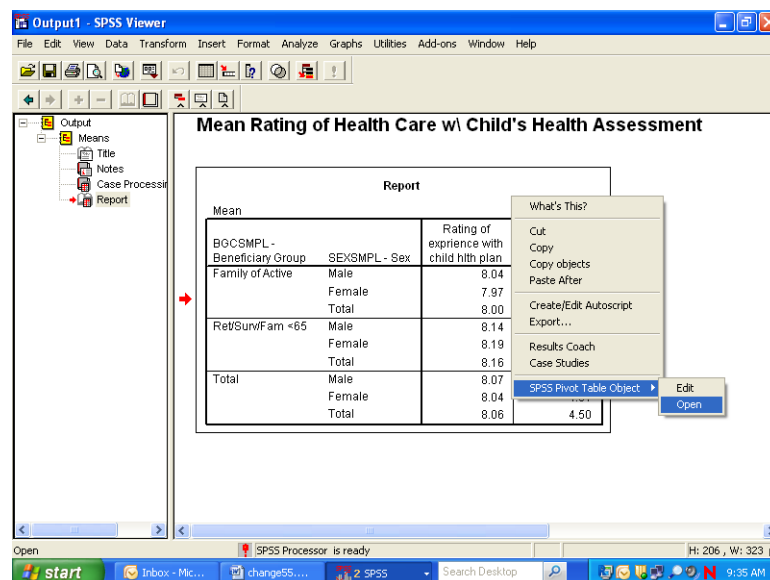 Output1 - SPSS Viewer
File Edit View Data Transform Insert Format Analyze Graphs Utilities Add-ons Window Help
Output
Means
Title
Notes
Case Processin
Report
Mean Rating of Health Care w\ Child's Health Assessment
Report
Mean
BGCSMPL - Beneficiary Group SEXSMPL - Sex Rating of exprience with child hlth plan
Family of Active Male 8.04
Female 7.97
Total 8.00
Ret/Surv/Fam <65 Male 8.14
Female 8.19
Total 8.16
Total Male 8.07
Female 8.04
Total 8.06 4.50
What's This?
Cut
Copy
Copy objects
Paste After
Create/Edit Autoscript
Export...
Results Coach
Case Studies
SPSS Pivot Table Object
Edit
Open
Open SPSS Processor is ready H: 206 , W: 323
start Inbox - Mic... change55.... 2 SPSS Search Desktop N 9:35 AM